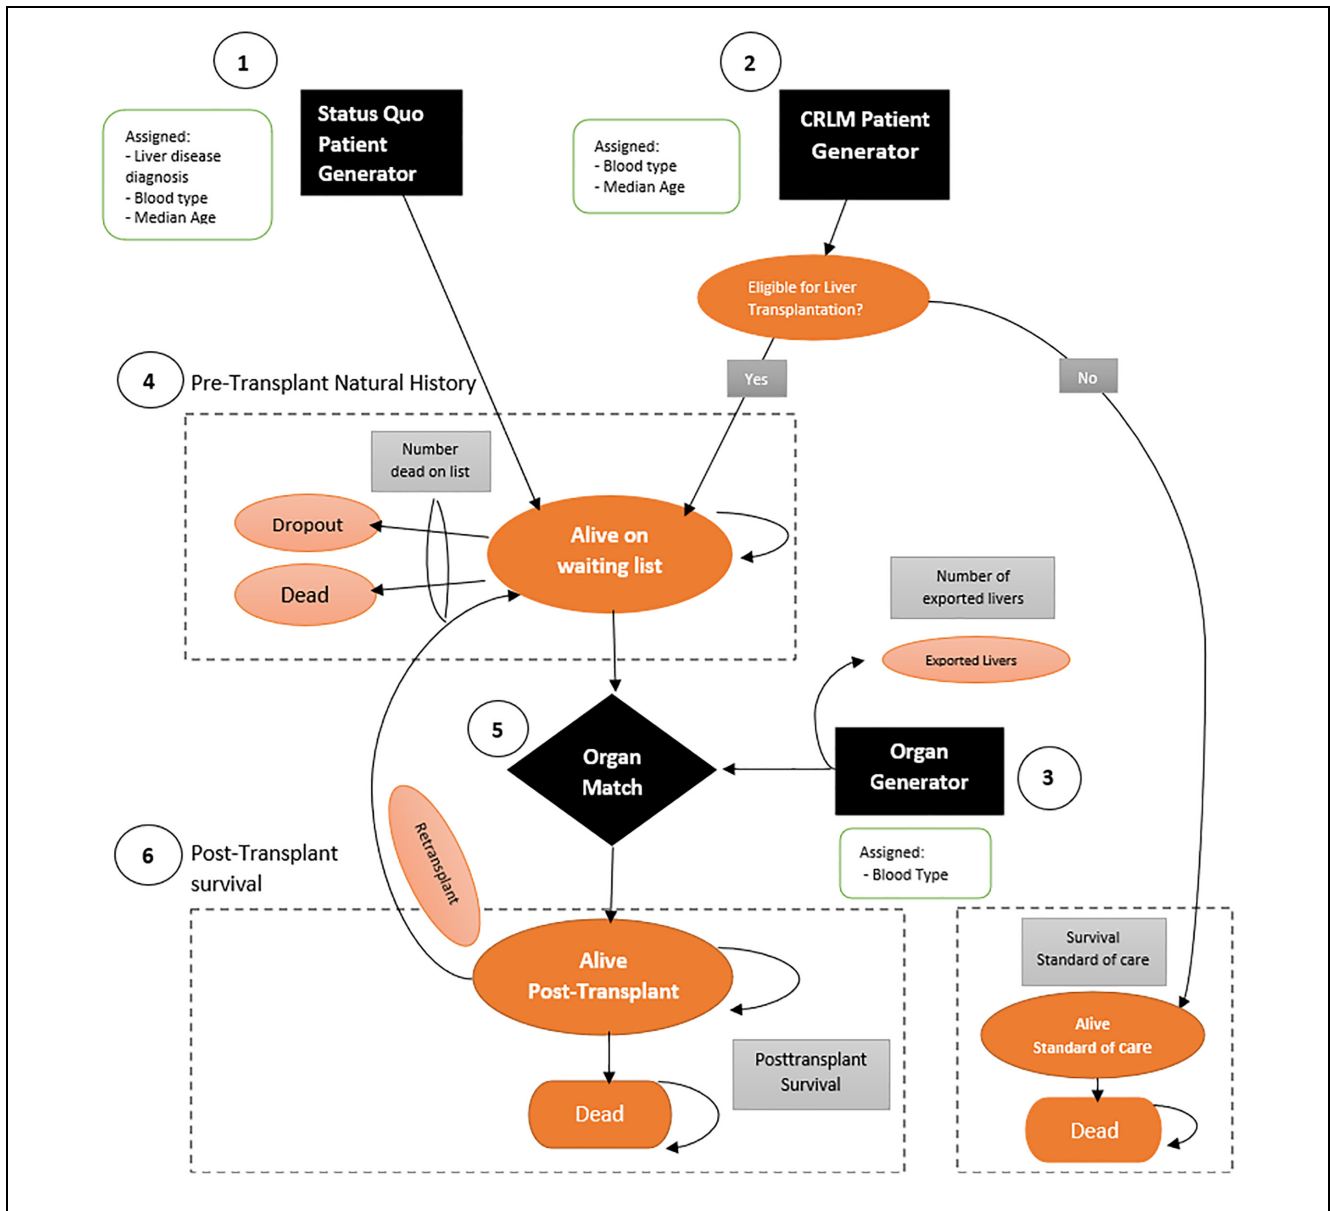 1
Status Quo
Patient
Generator
Assigned:
- Liver disease
diagnosis
- Blood type
- Median Age
2
CRLM Patient
Generator
Assigned:
- Blood type
- Median Age
Eligible for Liver
Transplantation?
Yes
No
4
Pre-Transplant Natural History
Number
dead on list
Dropout
Dead
Alive on
waiting list
Number of
exported livers
Exported Livers
5
Organ
Match
Organ
Generator
3
Assigned:
- Blood Type
6
Post-Transplant
survival
Retransplant
Alive
Post-Transplant
Posttransplant
Survival
Dead
Survival
Standard of care
Alive
Standard of care
Dead